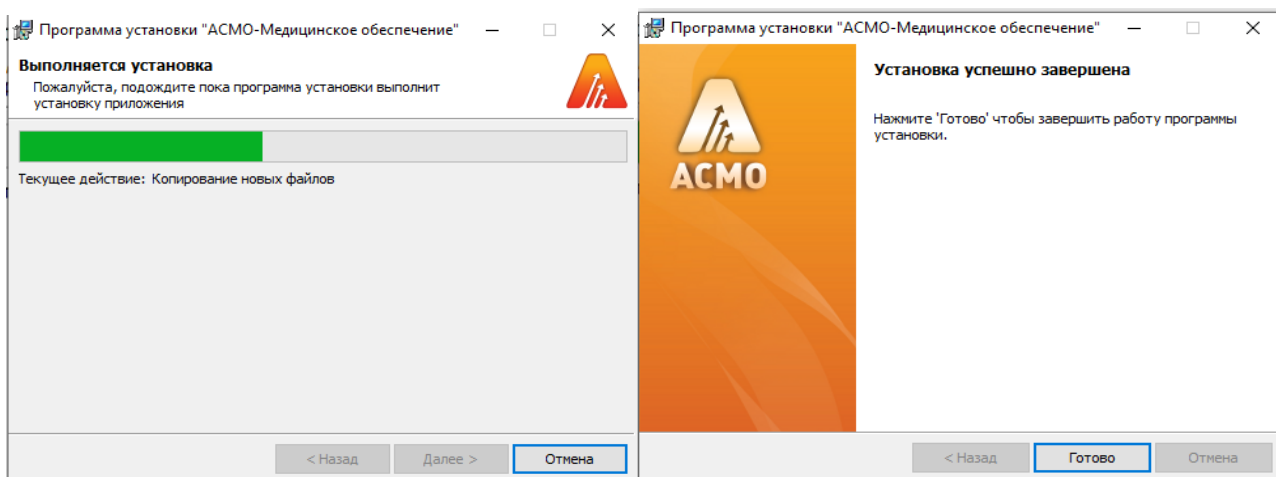 Программа установки "АСМО-Медицинское обеспечение"
Выполняется установка
Пожалуйста, подождите пока программа установки выполнит
установку приложения
Текущее действие: Копирование новых файлов
< Назад
Далее >
Отмена
Программа установки "АСМО-Медицинское обеспечение"
АСМО
Установка успешно завершена
Нажмите 'Готово' чтобы завершить работу программы
установки.
< Назад
Готово
Отмена